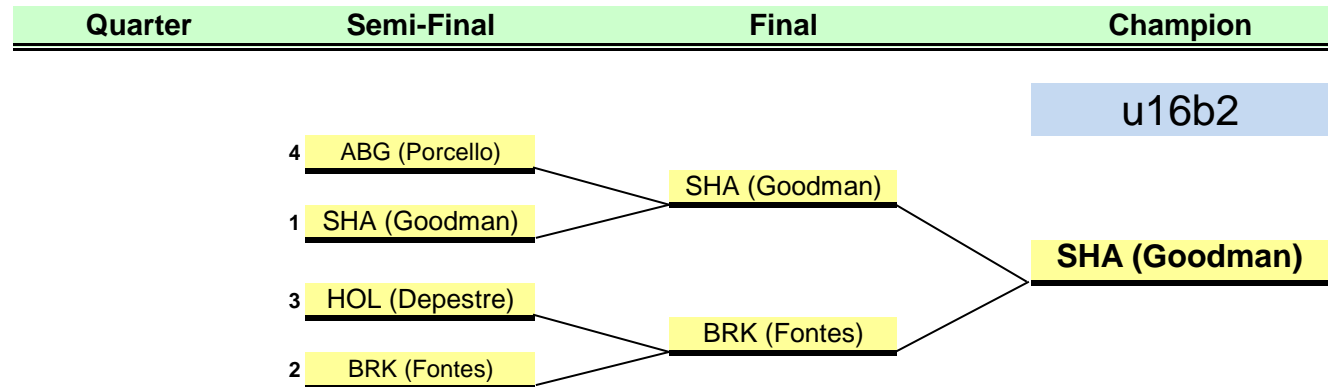 Quarter Semi-Final Final Champion
u16b2
4 ABG (Porcello)
SHA (Goodman)
1 SHA (Goodman)
SHA (Goodman)
3 HOL (Depestre)
BRK (Fontes)
2 BRK (Fontes)